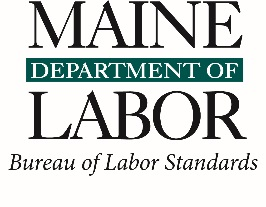 MAINE
DEPARTMENT OF
LABOR
Bureau of Labor Standards